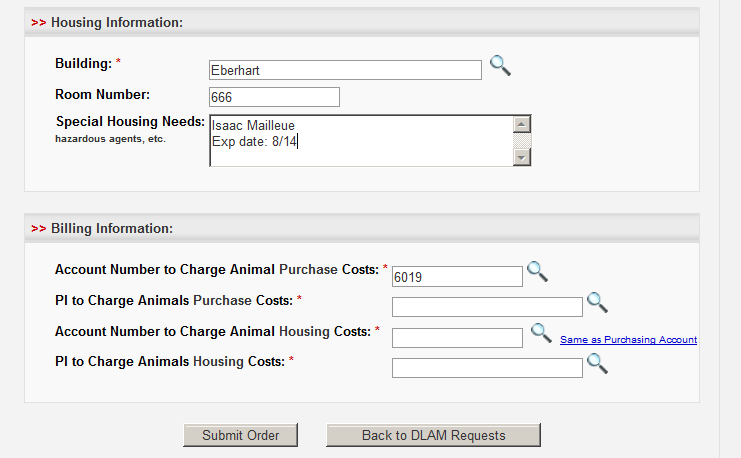 >> Housing Information:
Building: * Eberhart
Room Number: 666
Special Housing Needs: Isaac Mailleue
hazardous agents, etc. Exp date: 8/14
>> Billing Information:
Account Number to Charge Animal Purchase Costs: * 6019
PI to Charge Animals Purchase Costs: *
Account Number to Charge Animal Housing Costs: * Same as Purchasing Account
PI to Charge Animals Housing Costs: *
Submit Order Back to DLAM Requests